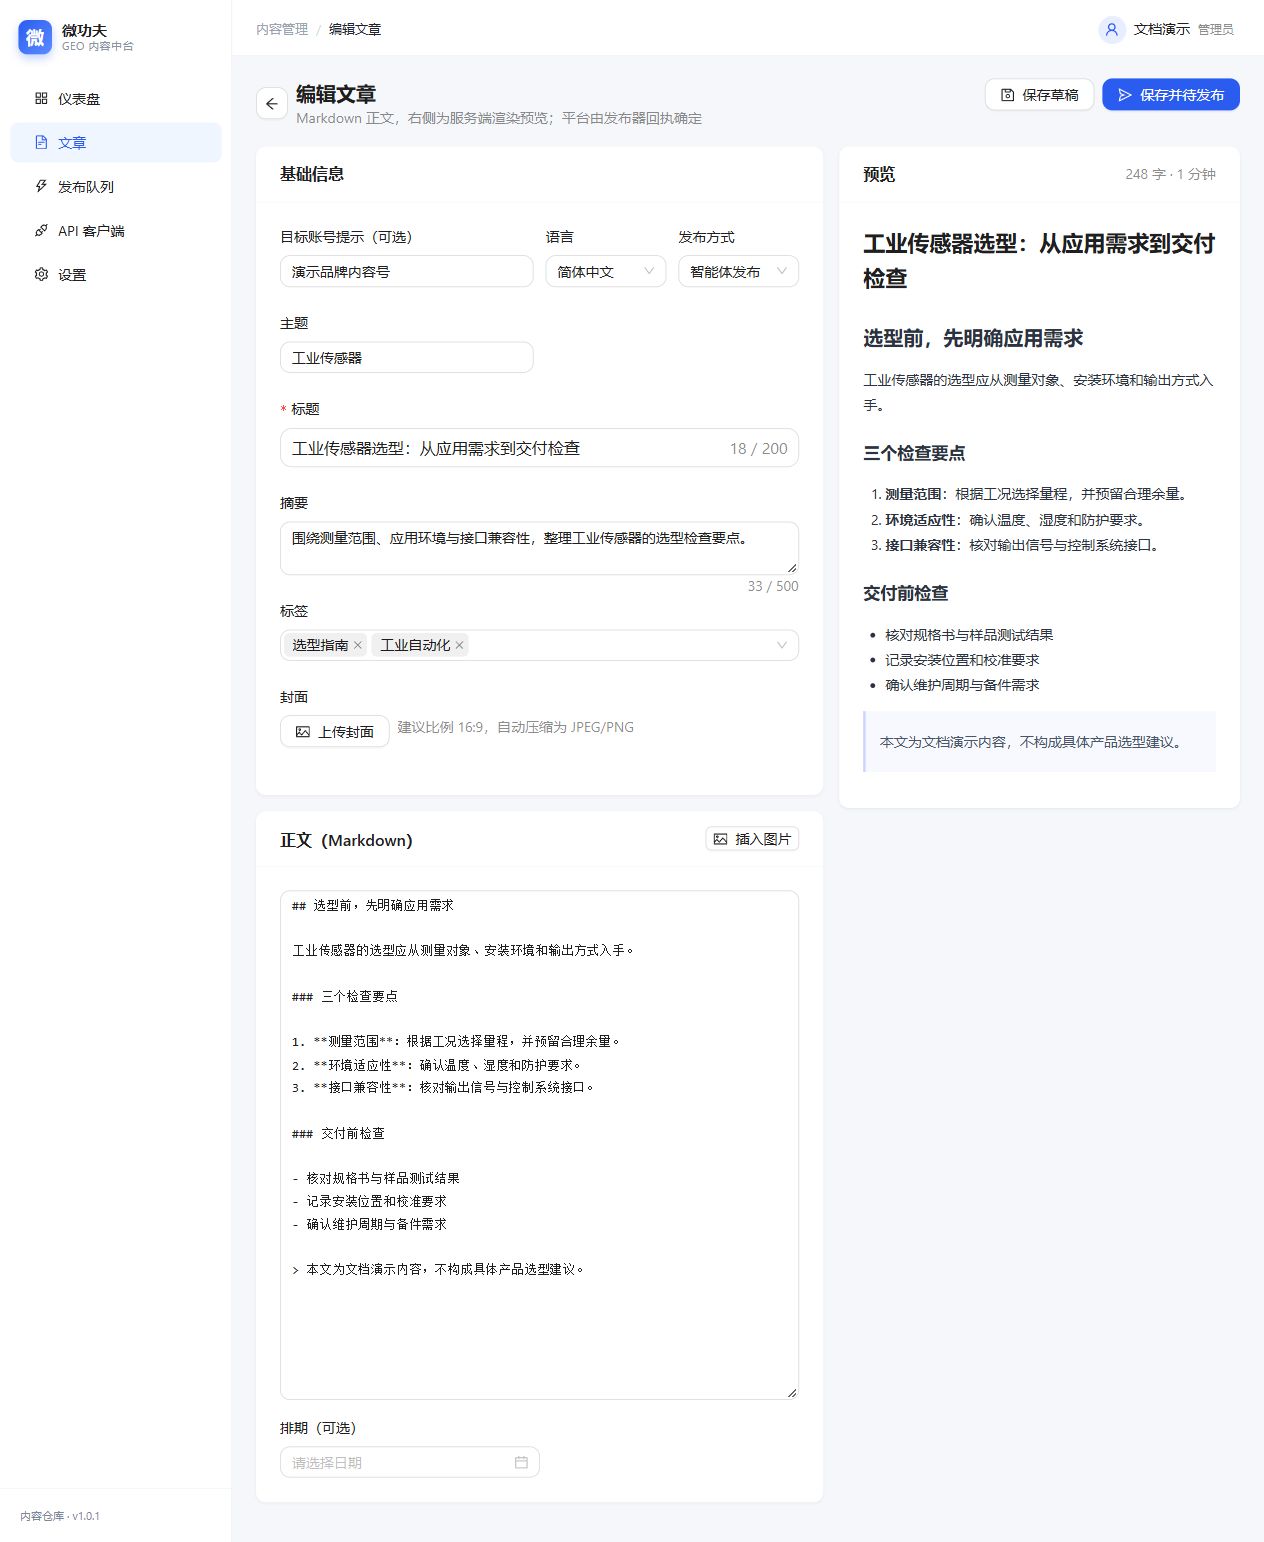 微
微功夫
GEO 内容中台
仪表盘
文章
发布队列
API 客户端
设置
内容仓库 · v1.0.1
内容管理 / 编辑文章
文档演示 管理员
编辑文章
Markdown 正文，右侧为服务端渲染预览；平台由发布器回执确定
保存草稿
保存并待发布
基础信息
目标账号提示（可选）
语言
发布方式
演示品牌内容号
简体中文
智能体发布
主题
工业传感器
* 标题
工业传感器选型：从应用需求到交付检查
18 / 200
摘要
围绕测量范围、应用环境与接口兼容性，整理工业传感器的选型检查要点。
33 / 500
标签
选型指南
工业自动化
封面
上传封面
建议比例 16:9，自动压缩为 JPEG/PNG
正文（Markdown）
插入图片
## 选型前，先明确应用需求
工业传感器的选型应从测量对象、安装环境和输出方式入手。
### 三个检查要点
1. **测量范围**：根据工况选择量程，并预留合理余量。
2. **环境适应性**：确认温度、湿度和防护要求。
3. **接口兼容性**：核对输出信号与控制系统接口。
### 交付前检查
- 核对规格书与样品测试结果
- 记录安装位置和校准要求
- 确认维护周期与备件需求
> 本文为文档演示内容，不构成具体产品选型建议。
排期（可选）
请选择日期
预览
248 字 · 1 分钟
工业传感器选型：从应用需求到交付
检查
选型前，先明确应用需求
工业传感器的选型应从测量对象、安装环境和输出方式入
手。
三个检查要点
1. 测量范围：根据工况选择量程，并预留合理余量。
2. 环境适应性：确认温度、湿度和防护要求。
3. 接口兼容性：核对输出信号与控制系统接口。
交付前检查
• 核对规格书与样品测试结果
• 记录安装位置和校准要求
• 确认维护周期与备件需求
本文为文档演示内容，不构成具体产品选型建议。